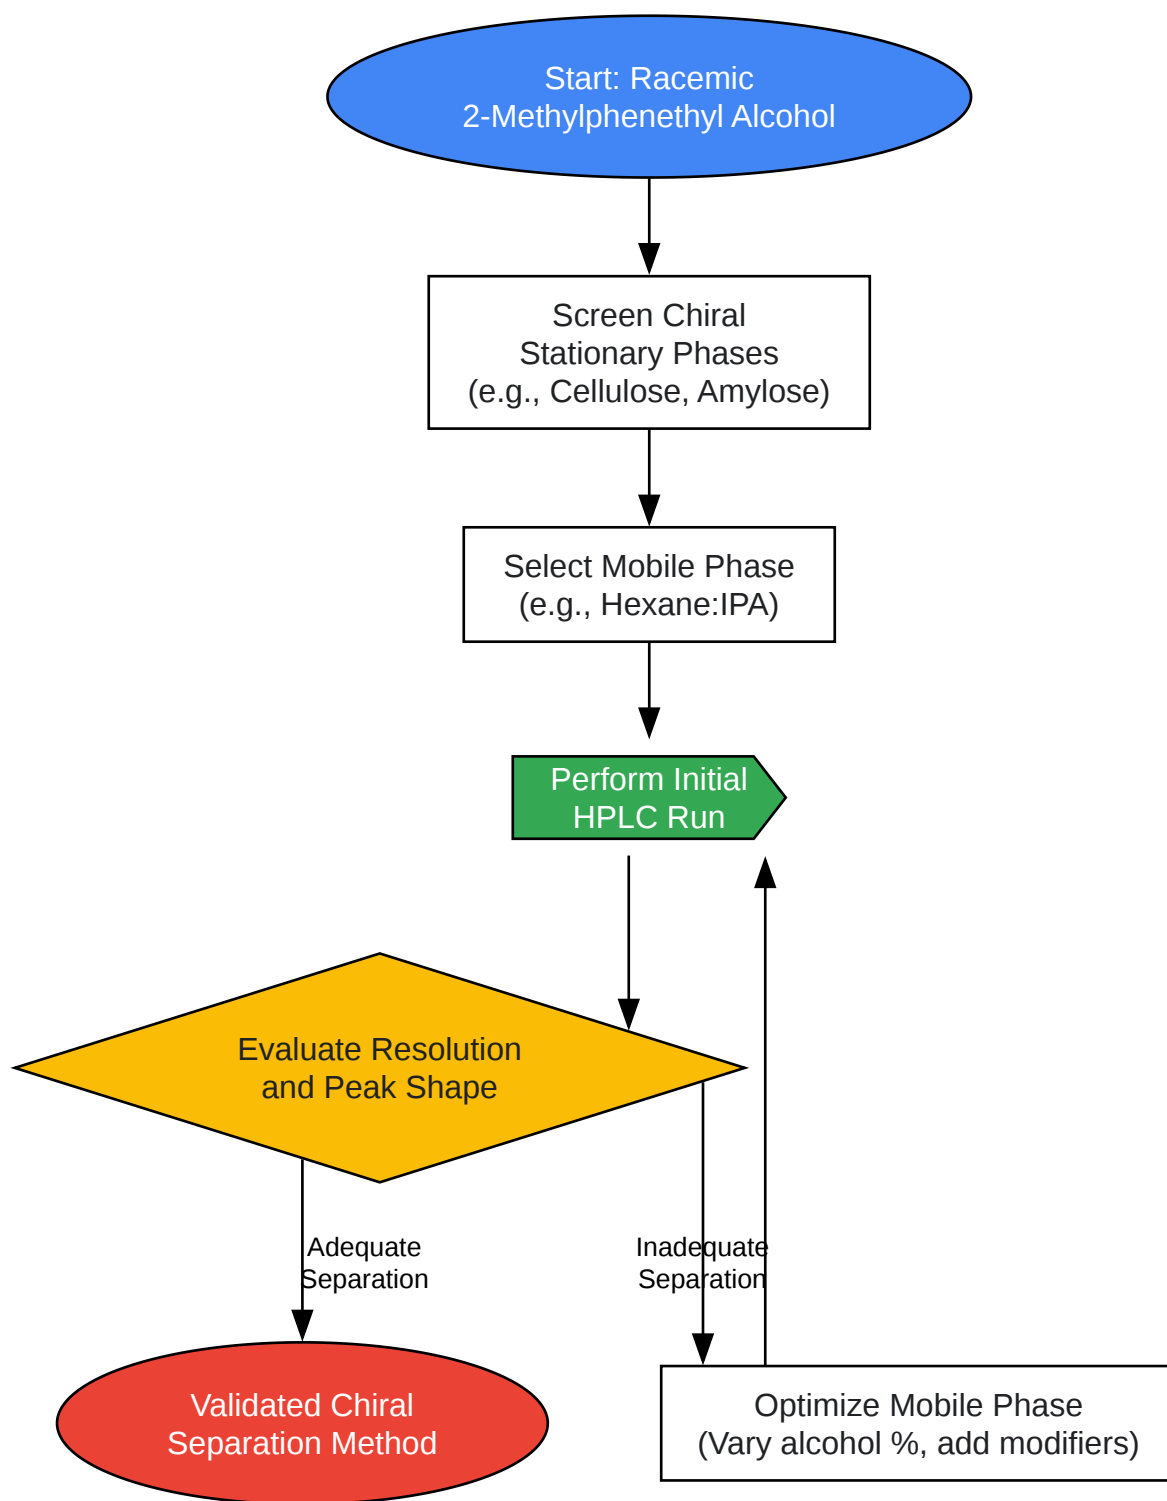 Start: Racemic
2-Methylphenethyl Alcohol
Screen Chiral
Stationary Phases
(e.g., Cellulose, Amylose)
Select Mobile Phase
(e.g., Hexane:IPA)
Perform Initial
HPLC Run
Evaluate Resolution
and Peak Shape
Adequate
Separation
Inadequate
Separation
Validated Chiral
Separation Method
Optimize Mobile Phase
(Vary alcohol %, add modifiers)